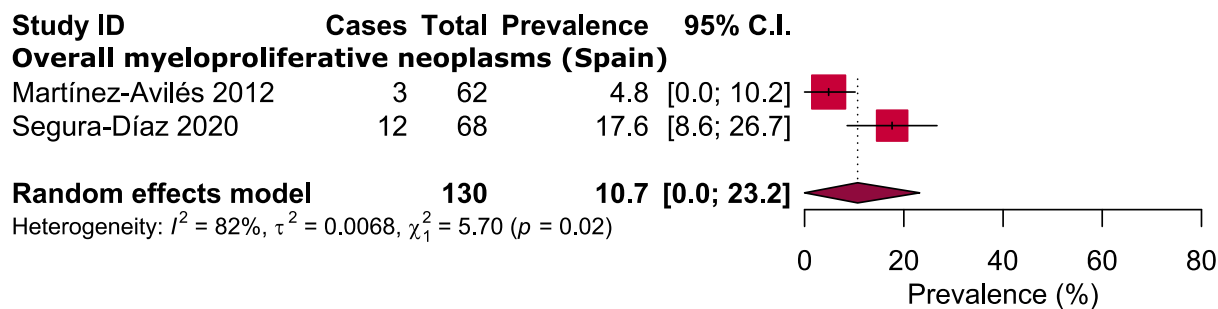 Study ID Cases Total Prevalence 95% C.I.
Overall myeloproliferative neoplasms (Spain)
Martínez-Avilés 2012 3 62 4.8 [0.0; 10.2]
Segura-Díaz 2020 12 68 17.6 [8.6; 26.7]
Random effects model 130 10.7 [0.0; 23.2]
Heterogeneity: I² = 82%, τ² = 0.0068, χ²₁ = 5.70 (p = 0.02)
0 20 40 60 80
Prevalence (%)